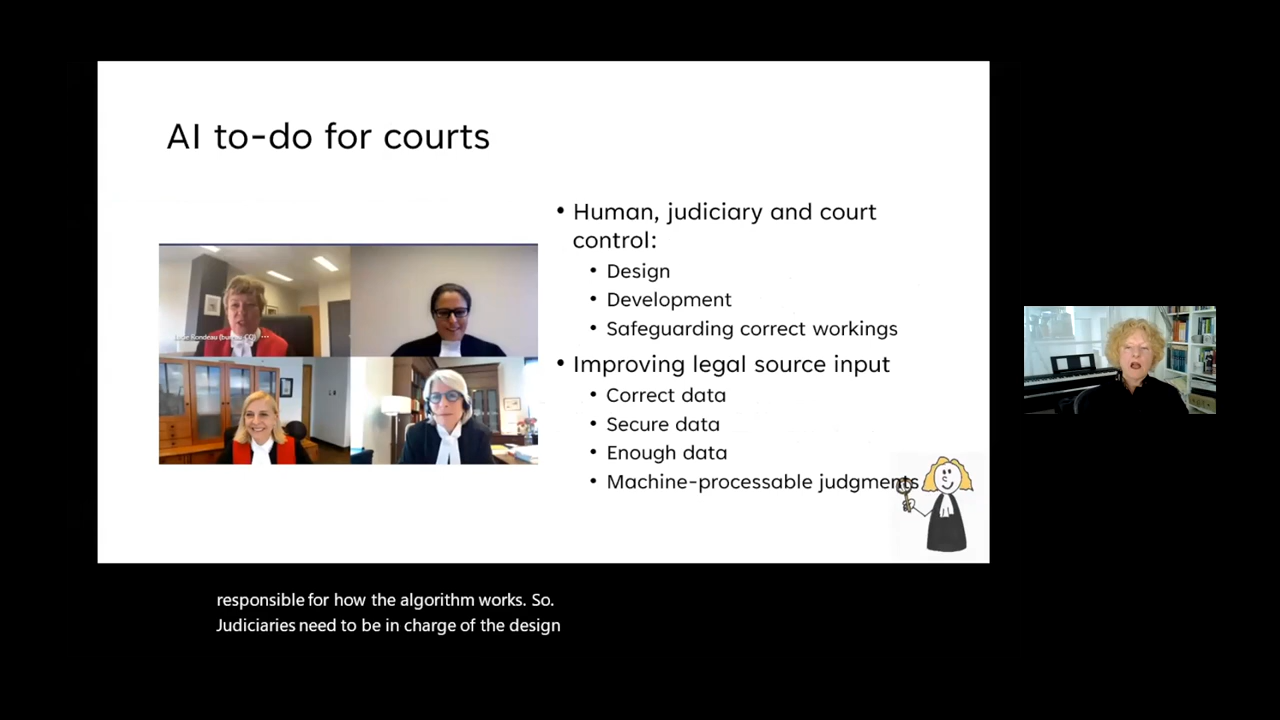 AI to-do for courts
• Human, judiciary and court
control:
• Design
• Development
• Safeguarding correct workings
• Improving legal source input
• Correct data
• Secure data
• Enough data
• Machine-processable judgments
responsible for how the algorithm works. So.
Judiciaries need to be in charge of the design